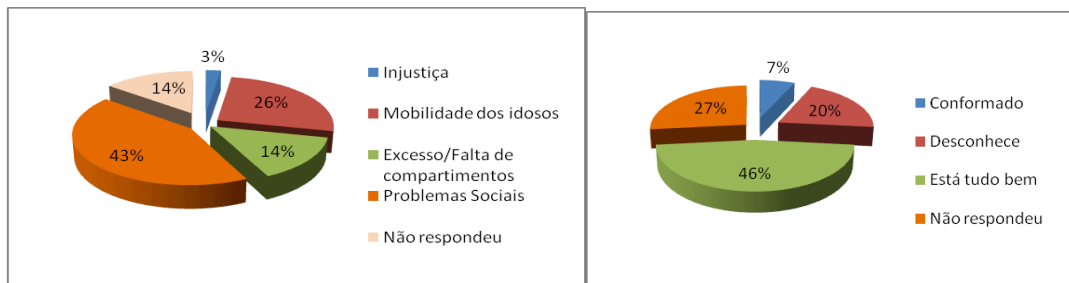 3%
26%
14%
43%
14%
Injustiça
Mobilidade dos idosos
Excesso/Falta de
compartimentos
Problemas Sociais
Não respondeu
7%
20%
46%
27%
Conformado
Desconhece
Está tudo bem
Não respondeu